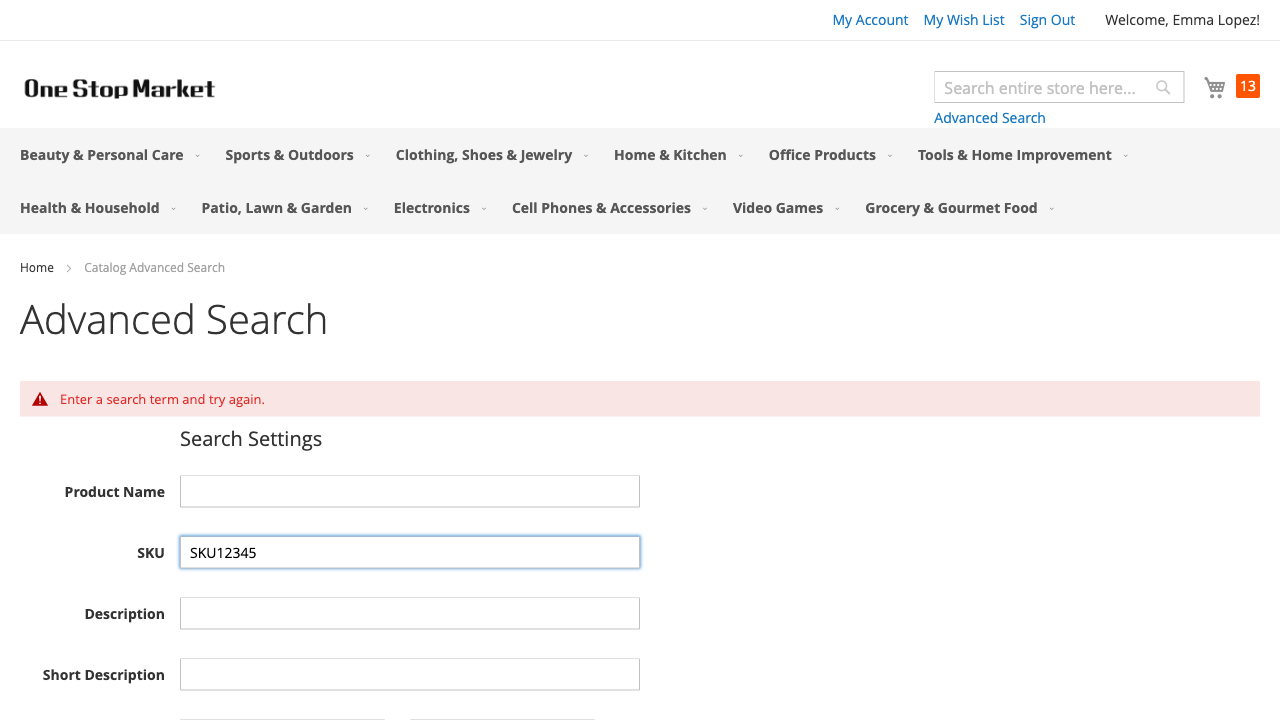 My Account My Wish List Sign Out Welcome, Emma Lopez!
One Stop Market
Search entire store here... 13
Advanced Search
Beauty & Personal Care Sports & Outdoors Clothing, Shoes & Jewelry Home & Kitchen Office Products Tools & Home Improvement
Health & Household Patio, Lawn & Garden Electronics Cell Phones & Accessories Video Games Grocery & Gourmet Food
Home Catalog Advanced Search
Advanced Search
Enter a search term and try again.
Search Settings
Product Name
SKU SKU12345
Description
Short Description